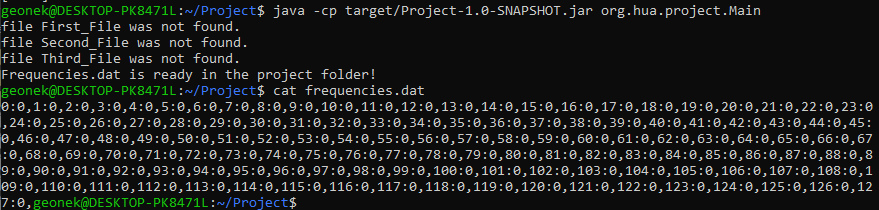 geonek@DESKTOP-PK8471L:~/Project$ java -cp target/Project-1.0-SNAPSHOT.jar org.hua.project.Main
file First_File was not found.
file Second_File was not found.
file Third_File was not found.
Frequencies.dat is ready in the project folder!
geonek@DESKTOP-PK8471L:~/Project$ cat frequencies.dat
0:0,1:0,2:0,3:0,4:0,5:0,6:0,7:0,8:0,9:0,10:0,11:0,12:0,13:0,14:0,15:0,16:0,17:0,18:0,19:0,20:0,21:0,22:0,23:0
,24:0,25:0,26:0,27:0,28:0,29:0,30:0,31:0,32:0,33:0,34:0,35:0,36:0,37:0,38:0,39:0,40:0,41:0,42:0,43:0,44:0,45:
0,46:0,47:0,48:0,49:0,50:0,51:0,52:0,53:0,54:0,55:0,56:0,57:0,58:0,59:0,60:0,61:0,62:0,63:0,64:0,65:0,66:0,67
:0,68:0,69:0,70:0,71:0,72:0,73:0,74:0,75:0,76:0,77:0,78:0,79:0,80:0,81:0,82:0,83:0,84:0,85:0,86:0,87:0,88:0,8
9:0,90:0,91:0,92:0,93:0,94:0,95:0,96:0,97:0,98:0,99:0,100:0,101:0,102:0,103:0,104:0,105:0,106:0,107:0,108:0,1
09:0,110:0,111:0,112:0,113:0,114:0,115:0,116:0,117:0,118:0,119:0,120:0,121:0,122:0,123:0,124:0,125:0,126:0,12
7:0,geonek@DESKTOP-PK8471L:~/Project$